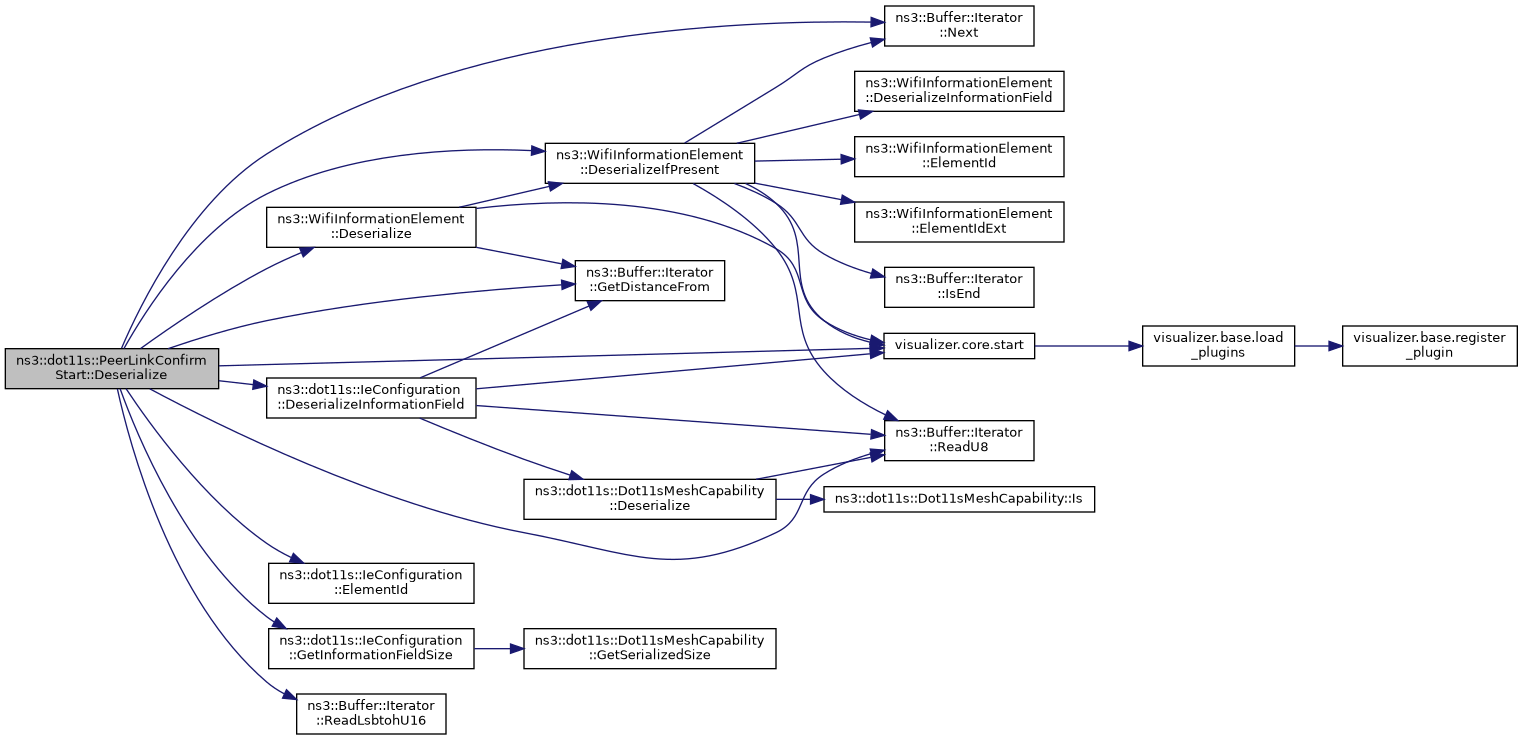 ns3::Buffer::Iterator
::Next
ns3::WifiInformationElement
::DeserializeInformationField
ns3::WifiInformationElement
::DeserializeIfPresent
ns3::WifiInformationElement
::ElementId
ns3::WifiInformationElement
::Deserialize
ns3::WifiInformationElement
::ElementIdExt
ns3::Buffer::Iterator
::GetDistanceFrom
ns3::Buffer::Iterator
::IsEnd
ns3::dot11s::PeerLinkConfirm
Start::Deserialize
visualizer.core.start
visualizer.base.load
_plugins
visualizer.base.register
_plugin
ns3::dot11s::IeConfiguration
::DeserializeInformationField
ns3::Buffer::Iterator
::ReadU8
ns3::dot11s::Dot11sMeshCapability
::Deserialize
ns3::dot11s::Dot11sMeshCapability::Is
ns3::dot11s::IeConfiguration
::ElementId
ns3::dot11s::IeConfiguration
::GetInformationFieldSize
ns3::dot11s::Dot11sMeshCapability
::GetSerializedSize
ns3::Buffer::Iterator
::ReadLsbtohU16